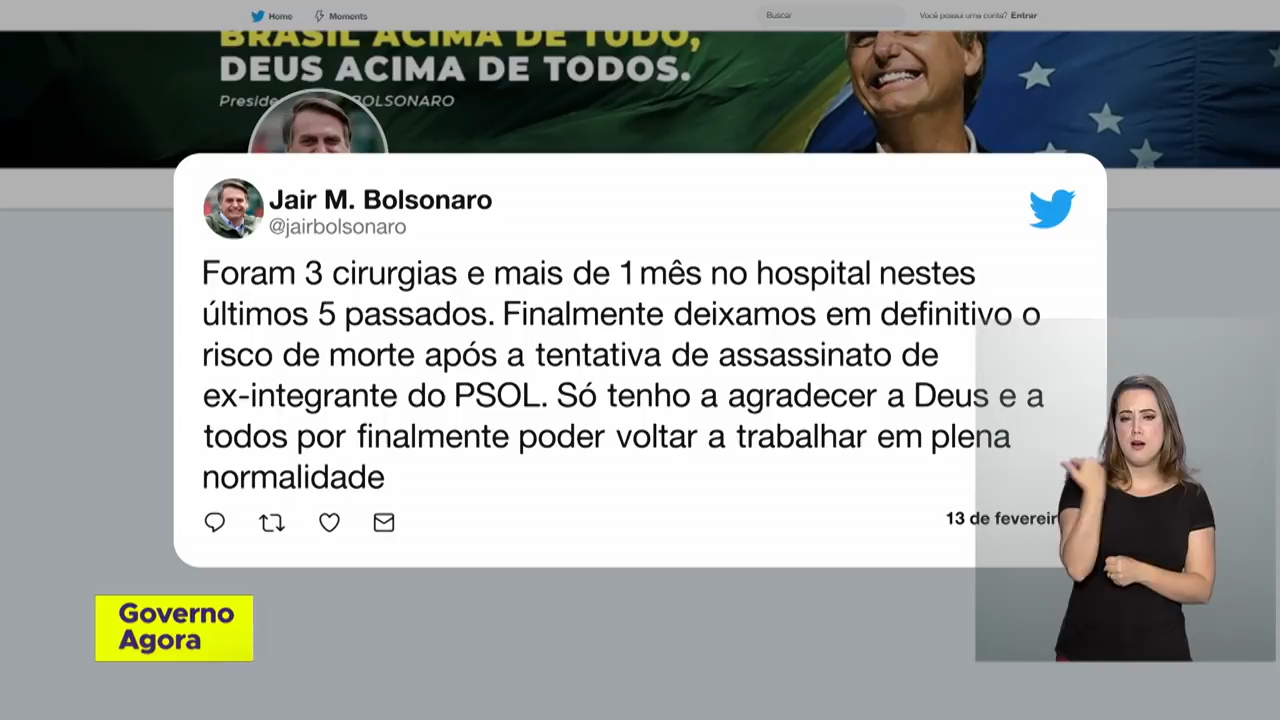 Home Moments Buscar Você possui uma conta? Entrar
BRASIL ACIMA DE TUDO,
DEUS ACIMA DE TODOS.
Preside BOLSONARO
Jair M. Bolsonaro
@jairbolsonaro
Foram 3 cirurgias e mais de 1 mês no hospital nestes
últimos 5 passados. Finalmente deixamos em definitivo o
risco de morte após a tentativa de assassinato de
ex-integrante do PSOL. Só tenho a agradecer a Deus e a
todos por finalmente poder voltar a trabalhar em plena
normalidade
13 de fevereir
Governo
Agora